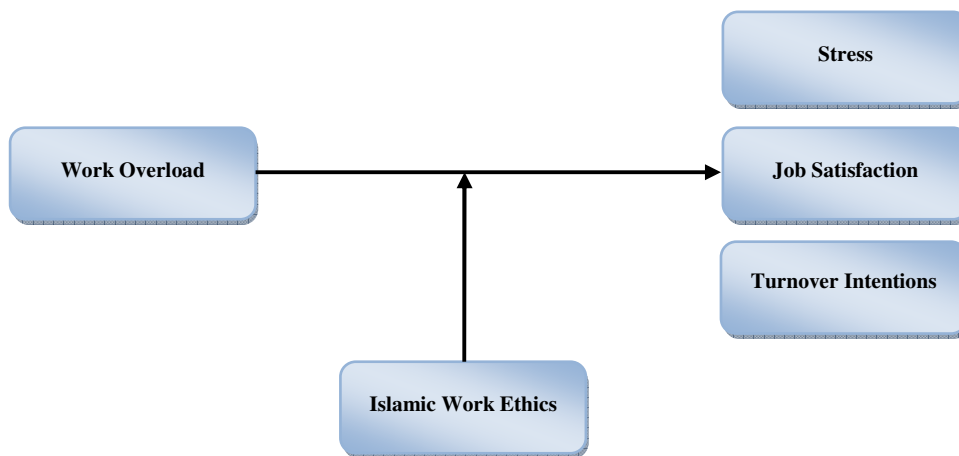 Stress
Work Overload
Job Satisfaction
Turnover Intentions
Islamic Work Ethics